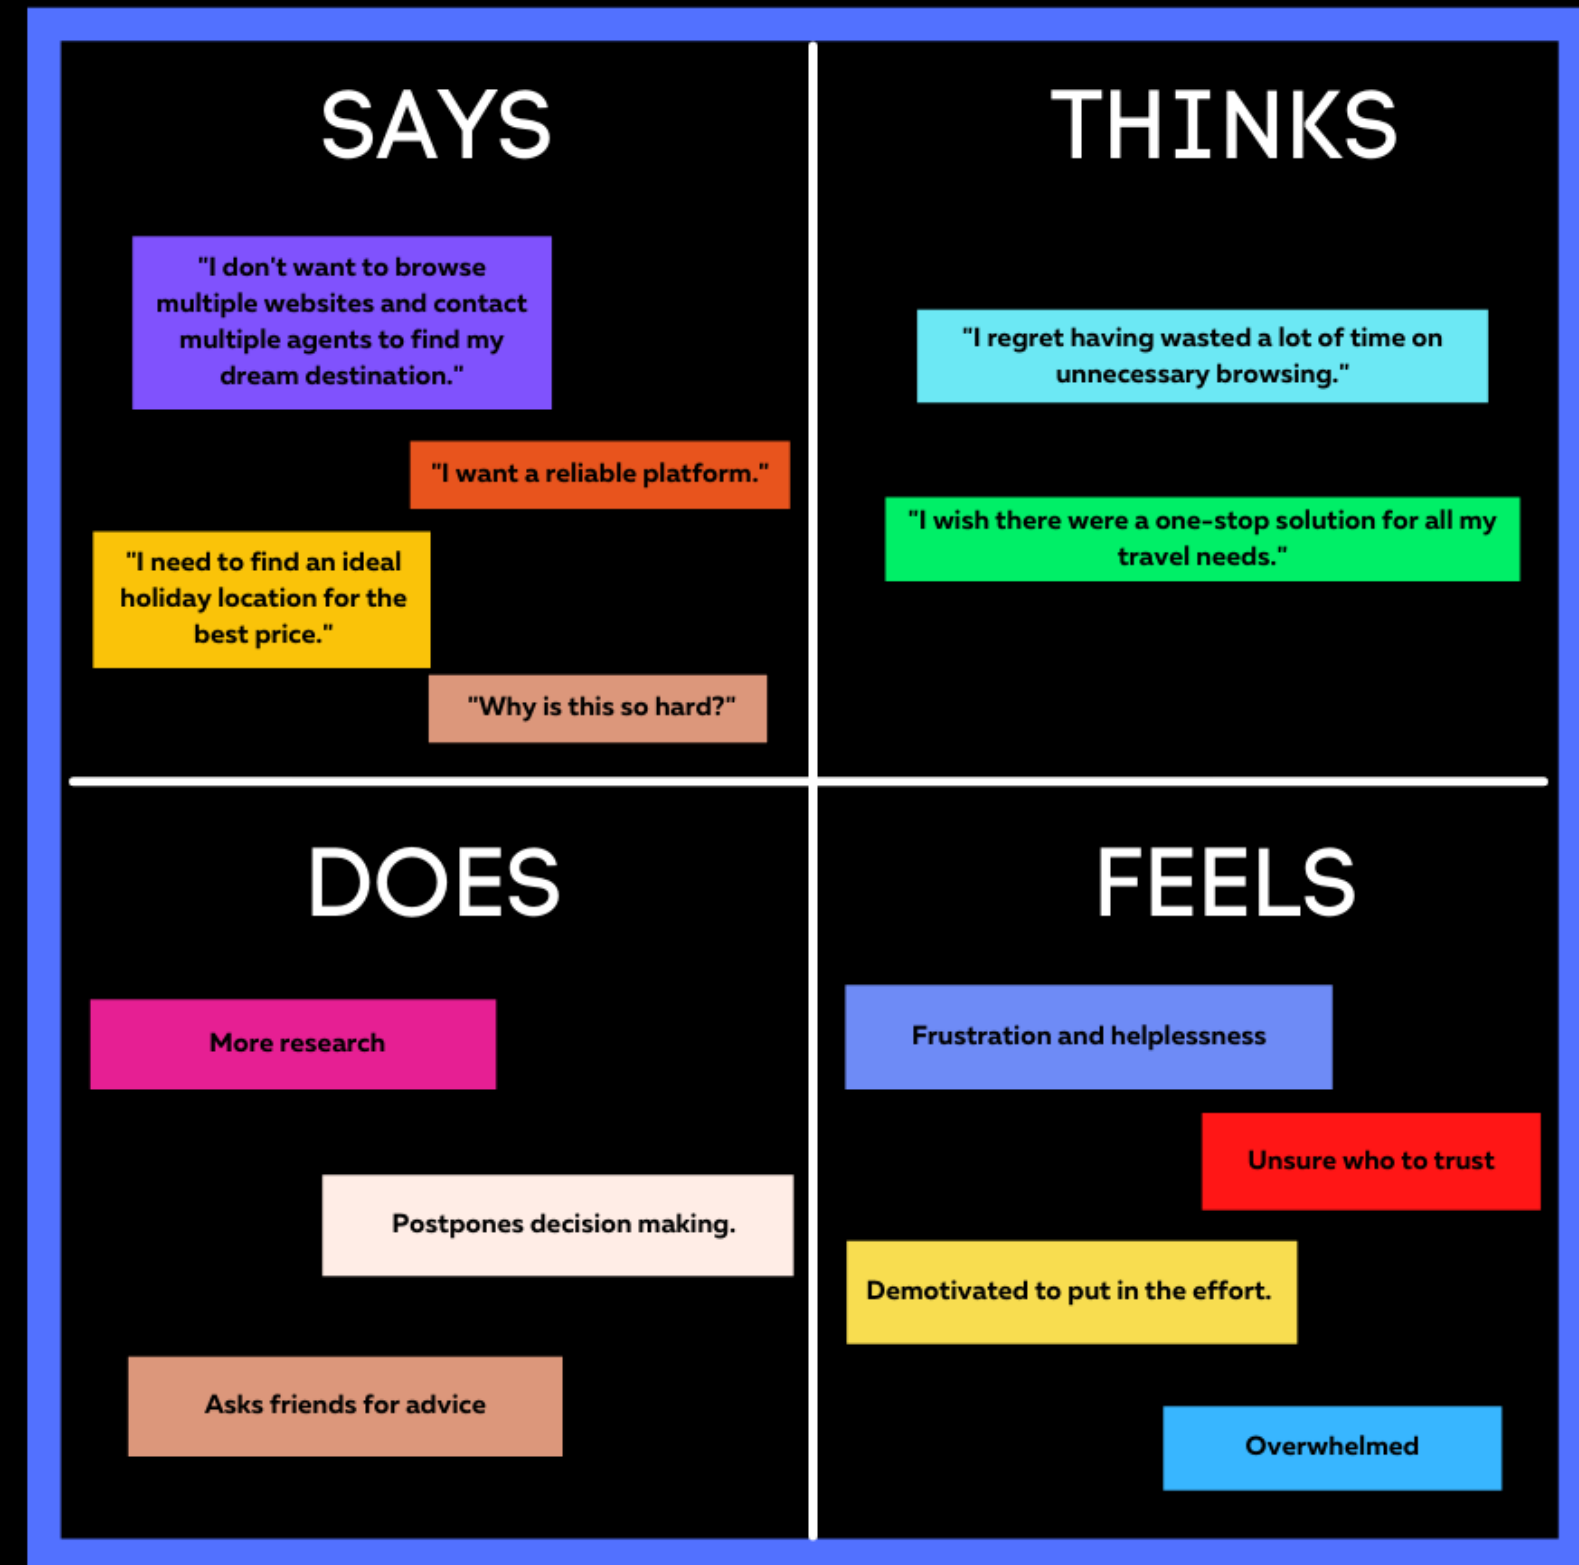 SAYS
"I don't want to browse
multiple websites and contact
multiple agents to find my
dream destination."
"I want a reliable platform."
"I need to find an ideal
holiday location for the
best price."
"Why is this so hard?"
THINKS
"I regret having wasted a lot of time on
unnecessary browsing."
"I wish there were a one-stop solution for all my
travel needs."
DOES
More research
Postpones decision making.
Asks friends for advice
FEELS
Frustration and helplessness
Unsure who to trust
Demotivated to put in the effort.
Overwhelmed